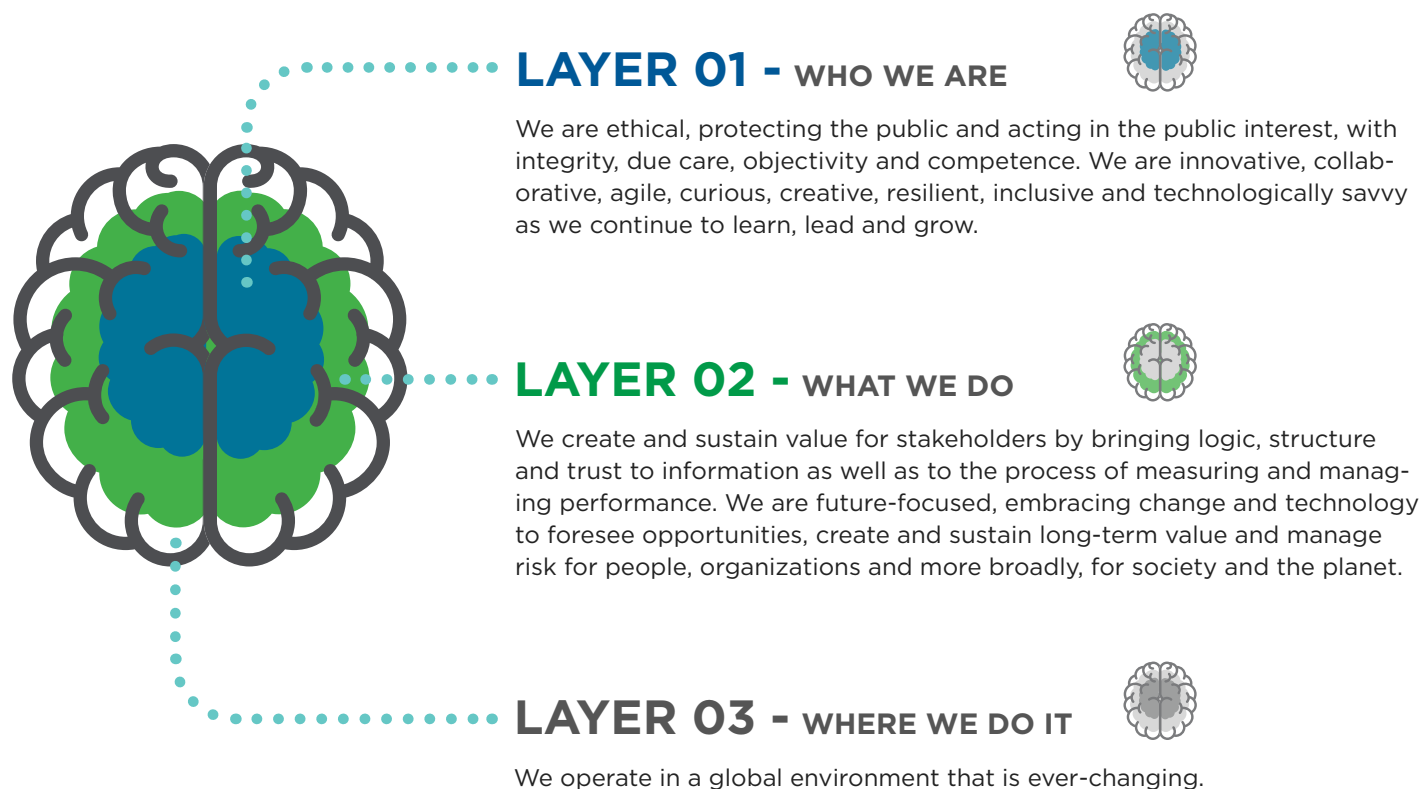 LAYER 01 - WHO WE ARE
We are ethical, protecting the public and acting in the public interest, with
integrity, due care, objectivity and competence. We are innovative, collab-
orative, agile, curious, creative, resilient, inclusive and technologically savvy
as we continue to learn, lead and grow.
LAYER 02 - WHAT WE DO
We create and sustain value for stakeholders by bringing logic, structure
and trust to information as well as to the process of measuring and manag-
ing performance. We are future-focused, embracing change and technology
to foresee opportunities, create and sustain long-term value and manage
risk for people, organizations and more broadly, for society and the planet.
LAYER 03 - WHERE WE DO IT
We operate in a global environment that is ever-changing.